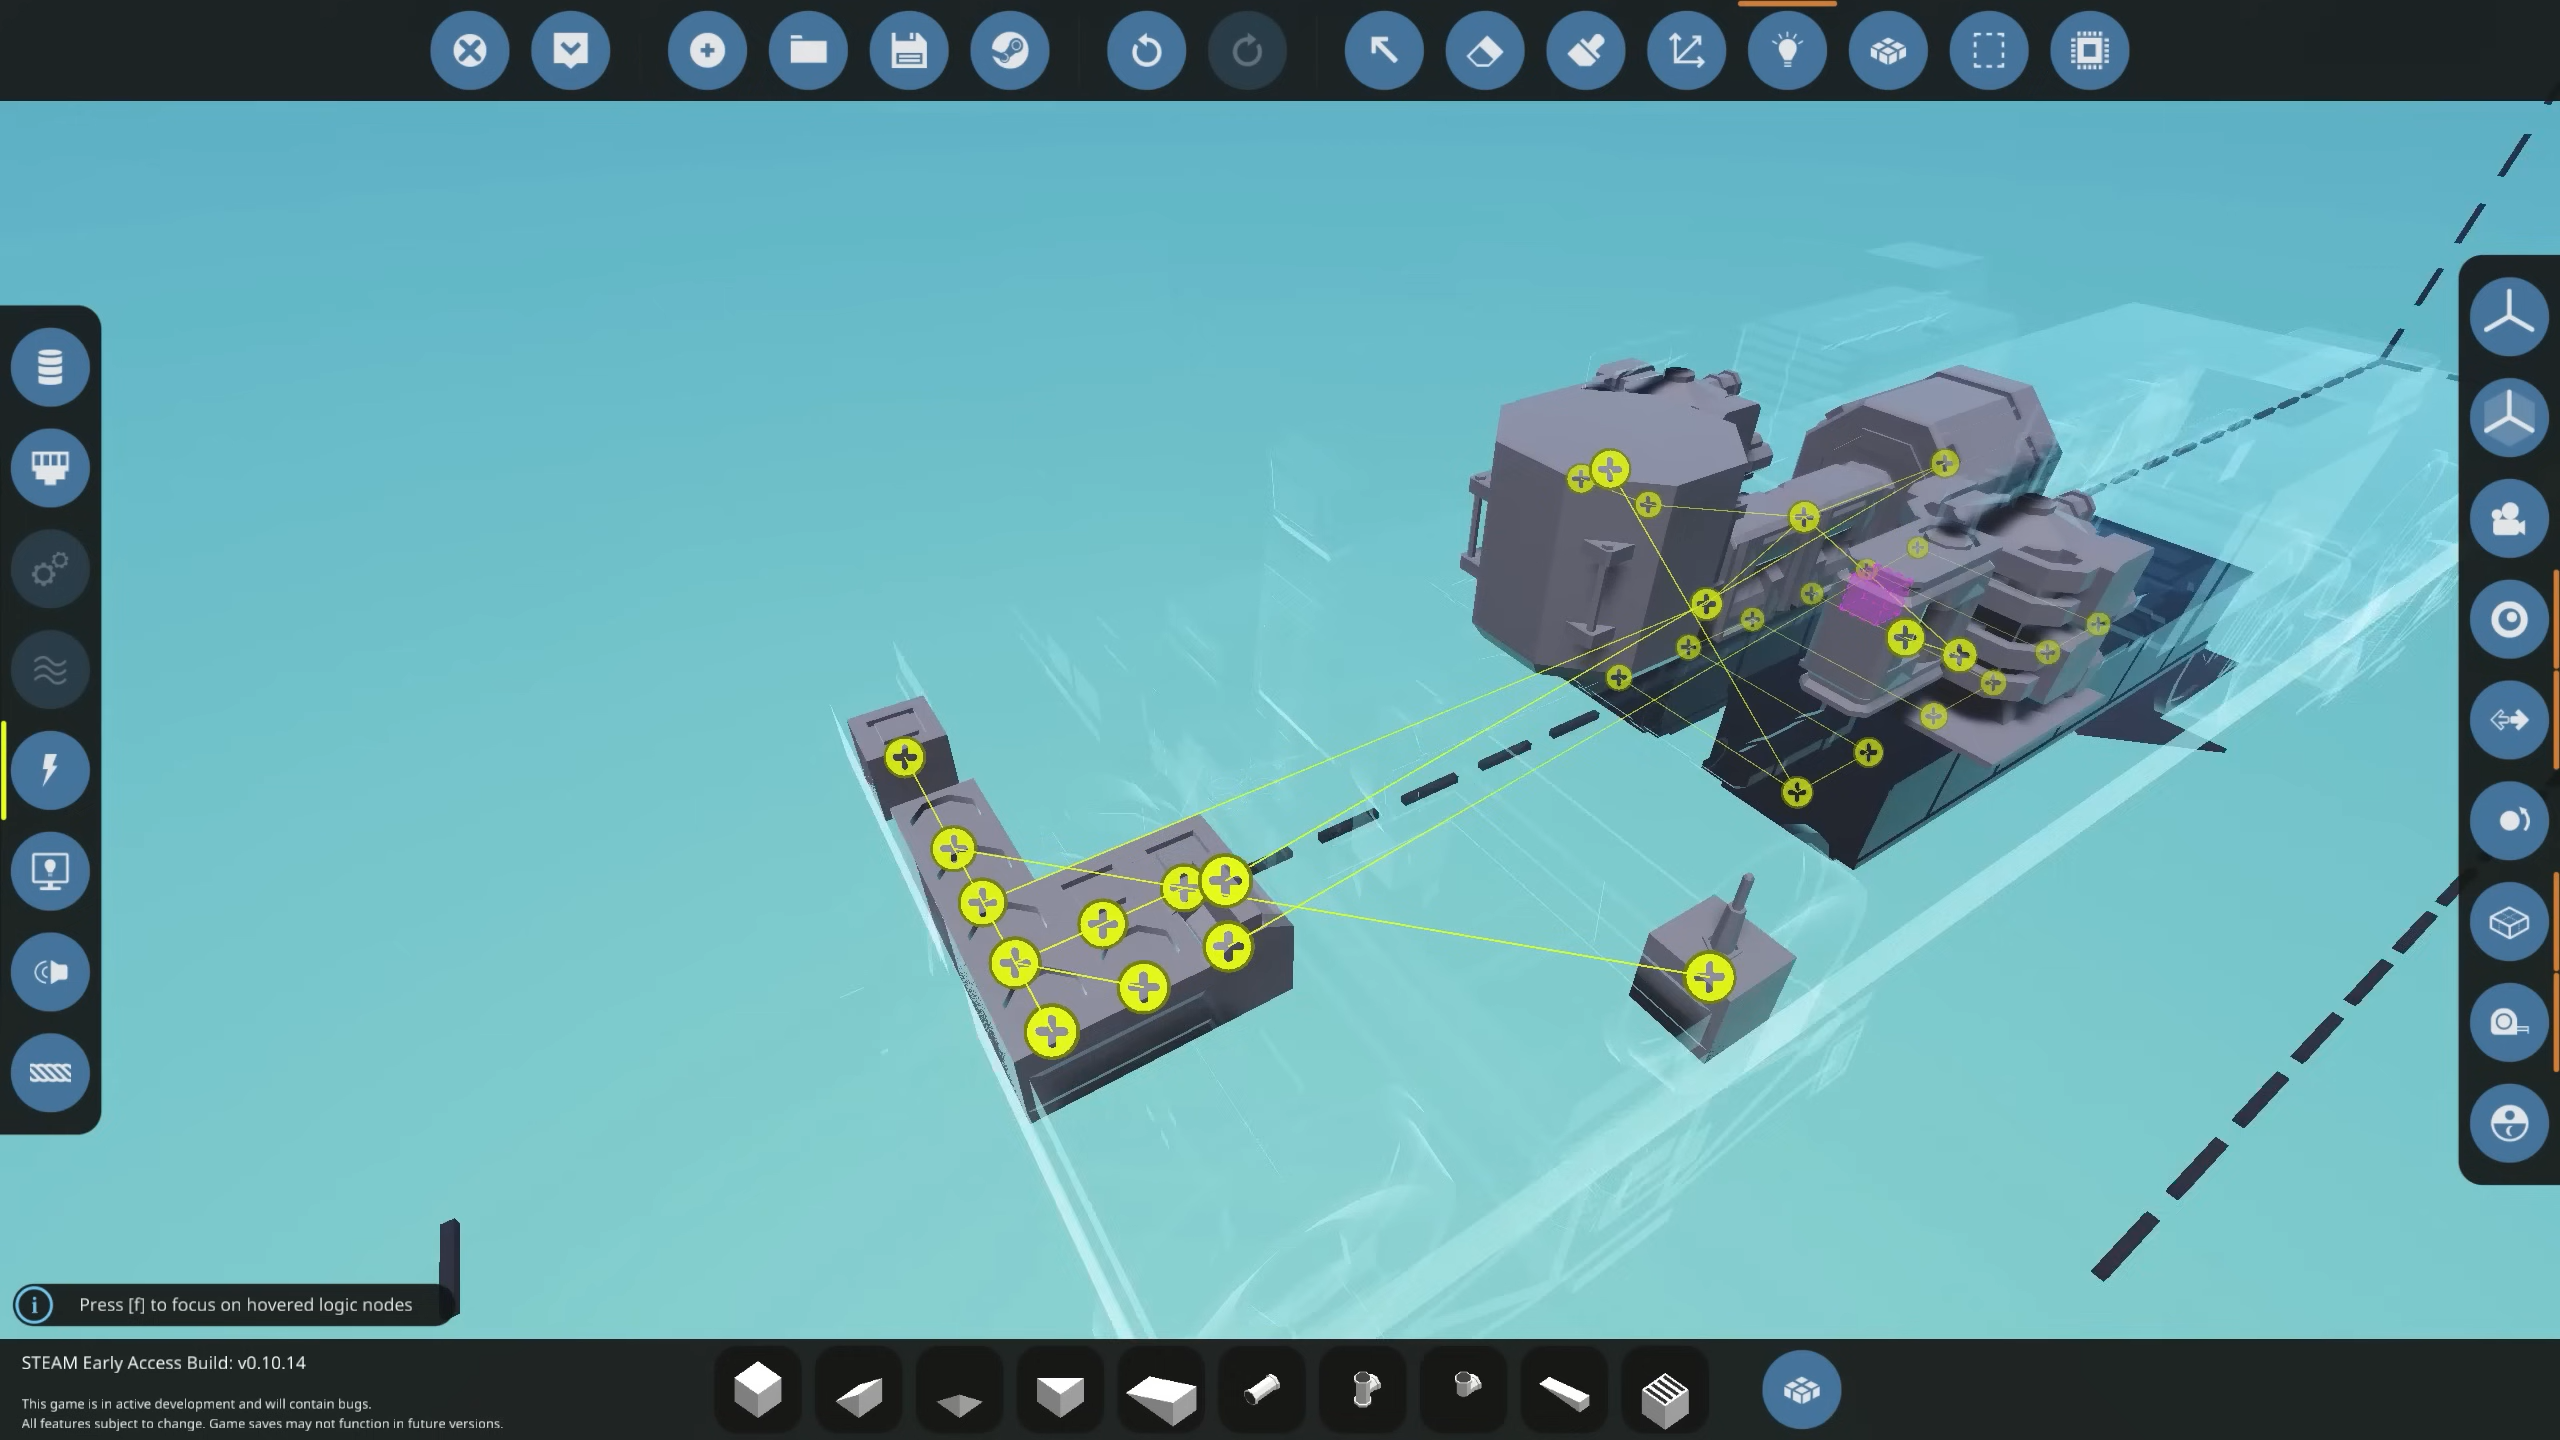 Press [f] to focus on hovered logic nodes
STEAM Early Access Build: v0.10.14
This game is in active development and will contain bugs.
All features subject to change. Game saves may not function in future versions.